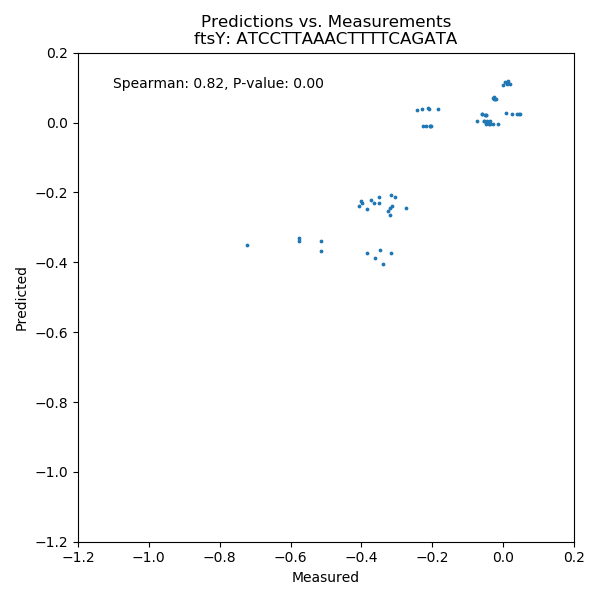 Predictions vs. Measurements
ftsY: ATCCTTAAACTTTTCAGATA
Spearman: 0.82, P-value: 0.00
0.2
0.0
−0.2
−0.4
−0.6
−0.8
−1.0
−1.2
Predicted
−1.2 −1.0 −0.8 −0.6 −0.4 −0.2 0.0 0.2
Measured